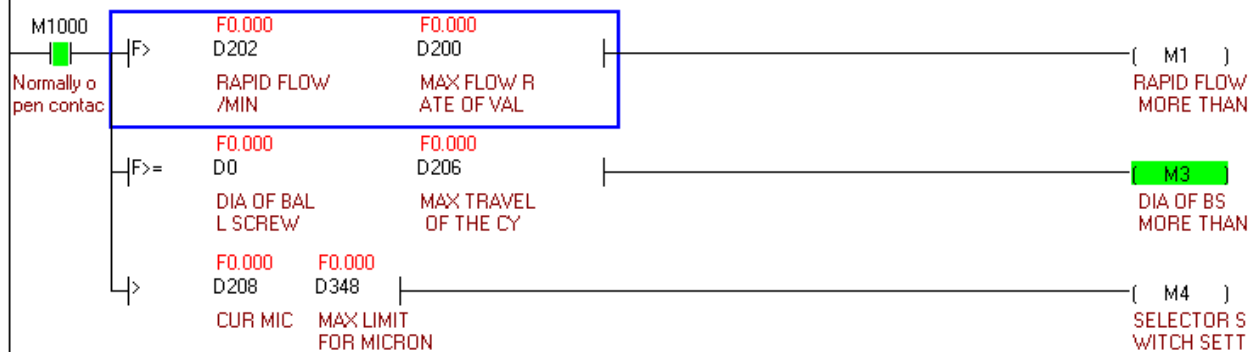 M1000
F0.000 F0.000
F> D202 D200
( M1 )
Normally o
pen contac
RAPID FLOW
/MIN
MAX FLOW R
ATE OF VAL
RAPID FLOW
MORE THAN
F0.000 F0.000
F>= D0 D206
( M3 )
DIA OF BAL
L SCREW
MAX TRAVEL
OF THE CY
DIA OF BS
MORE THAN
F0.000 F0.000
> D208 D348
( M4 )
CUR MIC
MAX LIMIT
FOR MICRON
SELECTOR S
WITCH SETT